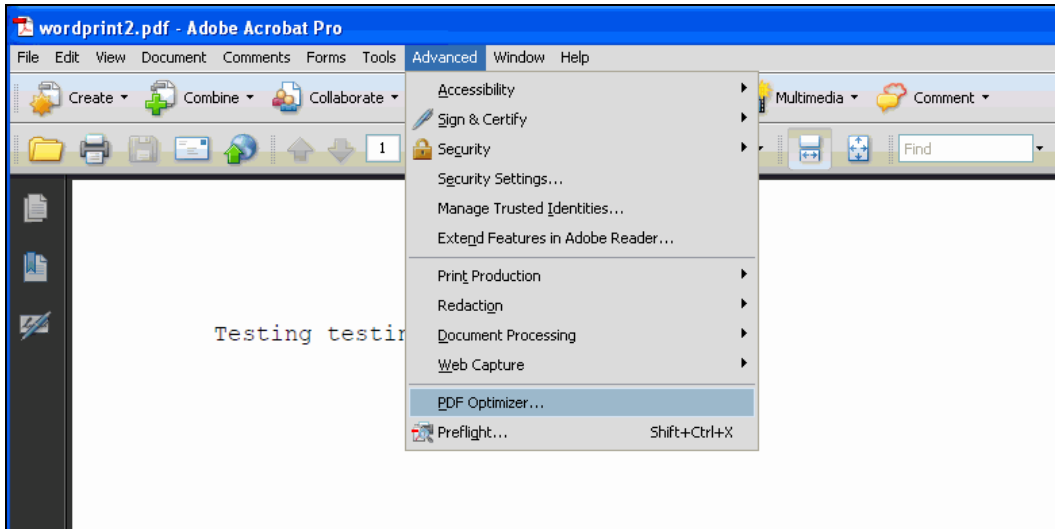 wordprint2.pdf - Adobe Acrobat Pro
File Edit View Document Comments Forms Tools Advanced Window Help
Create Combine Collaborate Multimedia Comment
1 Find
Accessibility
Sign & Certify
Security
Security Settings...
Manage Trusted Identities...
Extend Features in Adobe Reader...
Print Production
Redaction
Testing
Document Processing
Web Capture
PDF Optimizer...
Preflight... Shift+Ctrl+X